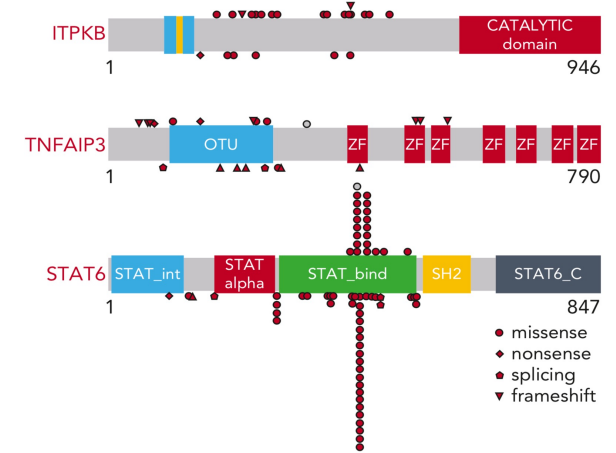 ITPKB
CATALYTIC
domain
1
946
TNFAIP3
OTU
ZF
ZF
ZF
ZF
ZF
ZF
ZF
1
790
STAT6
STAT_int
STAT
alpha
STAT_bind
SH2
STAT6_C
1
847
missense
nonsense
splicing
frameshift